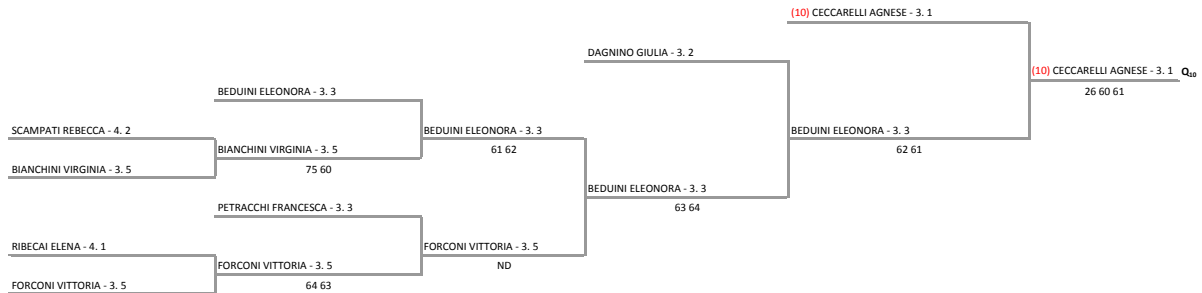 (10) CECCARELLI AGNESE - 3. 1
DAGNINO GIULIA - 3. 2
(10) CECCARELLI AGNESE - 3. 1 Q10
BEDUINI ELEONORA - 3. 3
26 60 61
SCAMPATI REBECCA - 4. 2
BEDUINI ELEONORA - 3. 3
BEDUINI ELEONORA - 3. 3
BIANCHINI VIRGINIA - 3. 5
61 62
62 61
BIANCHINI VIRGINIA - 3. 5
75 60
BEDUINI ELEONORA - 3. 3
PETRACCHI FRANCESCA - 3. 3
63 64
RIBECAI ELENA - 4. 1
FORCONI VITTORIA - 3. 5
FORCONI VITTORIA - 3. 5
ND
FORCONI VITTORIA - 3. 5
64 63